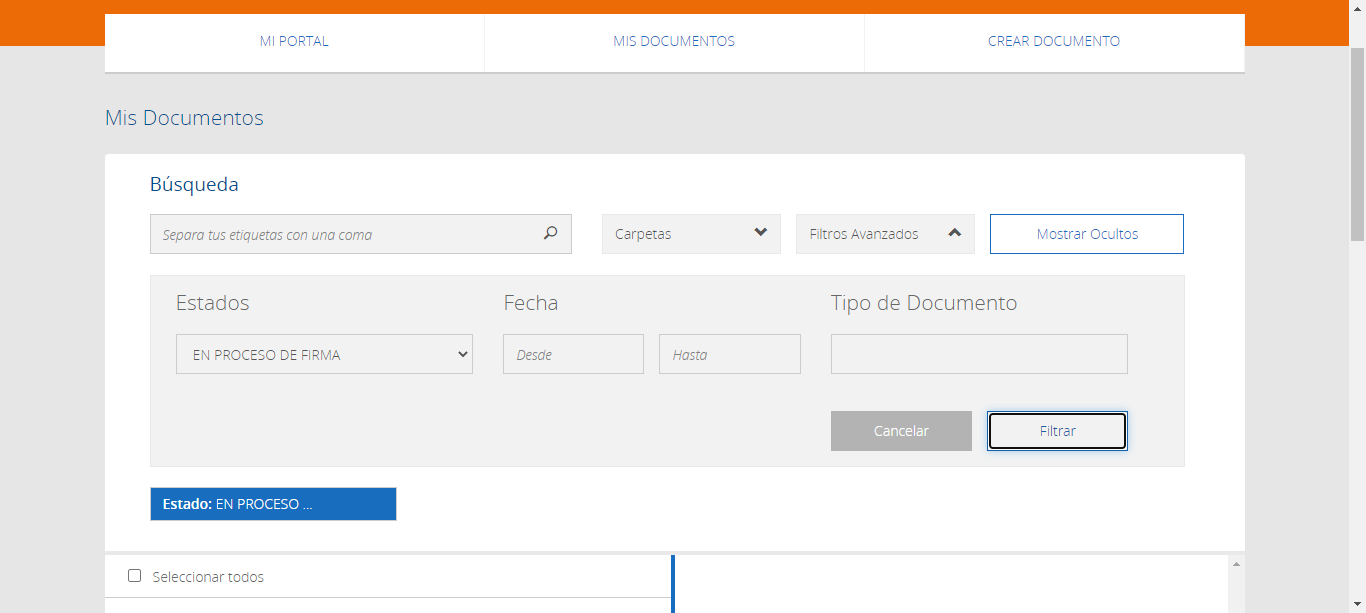 MI PORTAL
MIS DOCUMENTOS
CREAR DOCUMENTO
Mis Documentos
Búsqueda
Separa tus etiquetas con una coma
Carpetas
Filtros Avanzados
Mostrar Ocultos
Estados
Fecha
Tipo de Documento
EN PROCESO DE FIRMA
Desde
Hasta
Cancelar
Filtrar
Estado: EN PROCESO ...
Seleccionar todos